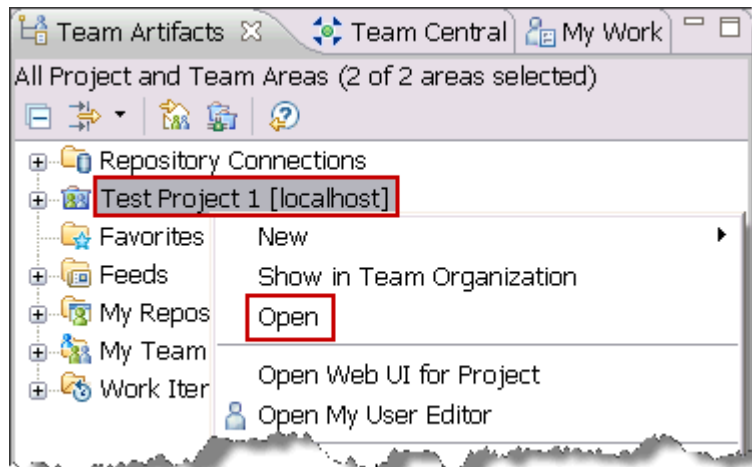 Team Artifacts Team Central My Work
All Project and Team Areas (2 of 2 areas selected)
Repository Connections
Test Project 1 [localhost]
Favorites
Feeds
My Repos
My Team
Work Iter
New
Show in Team Organization
Open
Open Web UI for Project
Open My User Editor